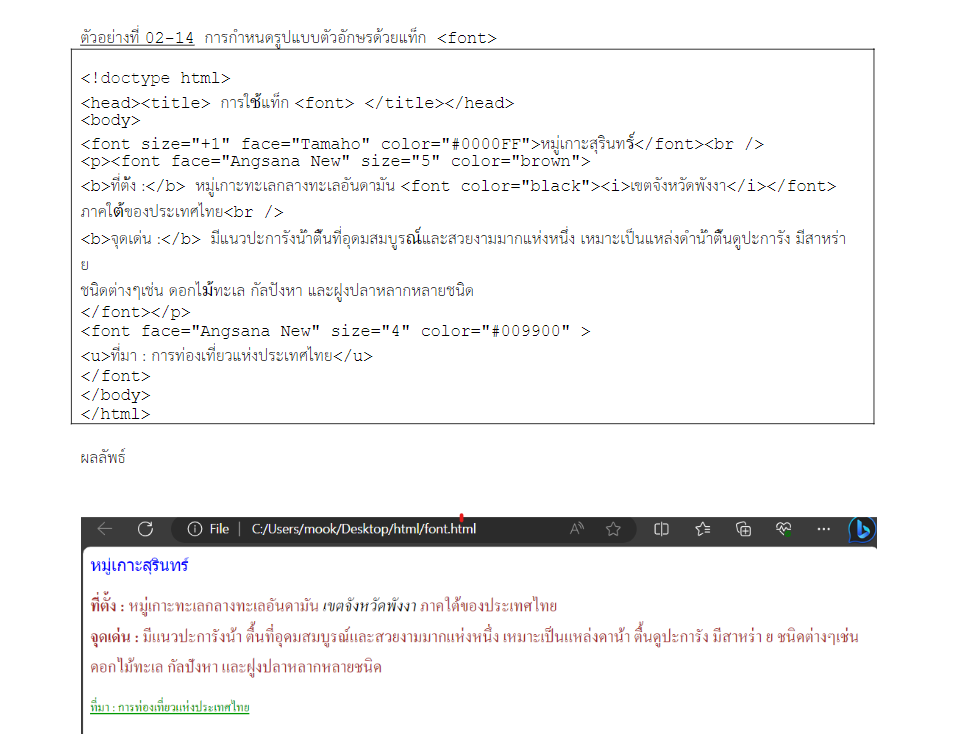 ตัวอย่างที่ 02-14 การกำหนดรูปแบบตัวอักษรด้วยแท็ก <font>
<!doctype html>
<head><title> การใช้แท็ก <font> </title></head>
<body>
<font size="+1" face="Tamaho" color="#0000FF">หมู่เกาะสุรินทร์</font><br />
<p><font face="Angsana New" size="5" color="brown">
<b>ที่ตั้ง :</b> หมู่เกาะทะเลกลางทะเลอันดามัน <font color="black"><i>เขตจังหวัดพังงา</i></font>
ภาคใต้ของประเทศไทย<br />
<b>จุดเด่น :</b> มีแนวปะการังน้ำตื้นที่อุดมสมบูรณ์และสวยงามมากแห่งหนึ่ง เหมาะเป็นแหล่งดำน้ำตื้นดูปะการัง มีสาหร่า
ย
ชนิดต่างๆเช่น ดอกไม้ทะเล กัลปังหา และฝูงปลาหลากหลายชนิด
</font></p>
<font face="Angsana New" size="4" color="#009900" >
<u>ที่มา : การท่องเที่ยวแห่งประเทศไทย</u>
</font>
</body>
</html>
ผลลัพธ์
File | C:/Users/mook/Desktop/html/font.html
หมู่เกาะสุรินทร์
ที่ตั้ง : หมู่เกาะทะเลกลางทะเลอันดามัน เขตจังหวัดพังงา ภาคใต้ของประเทศไทย
จุดเด่น : มีแนวปะการังน้ำ ตื้นที่อุดมสมบูรณ์และสวยงามมากแห่งหนึ่ง เหมาะเป็นแหล่งดาน้ำ ตื้นดูปะการัง มีสาหร่า ย ชนิดต่างๆเช่น
ดอกไม้ทะเล กัลปังหา และฝูงปลาหลากหลายชนิด
ที่มา : การท่องเที่ยวแห่งประเทศไทย